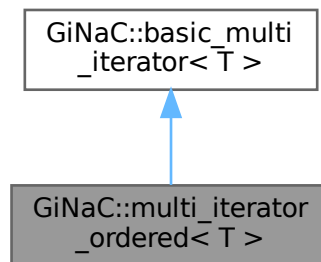 GiNaC::basic_multi
_iterator< T >
GiNaC::multi_iterator
_ordered< T >